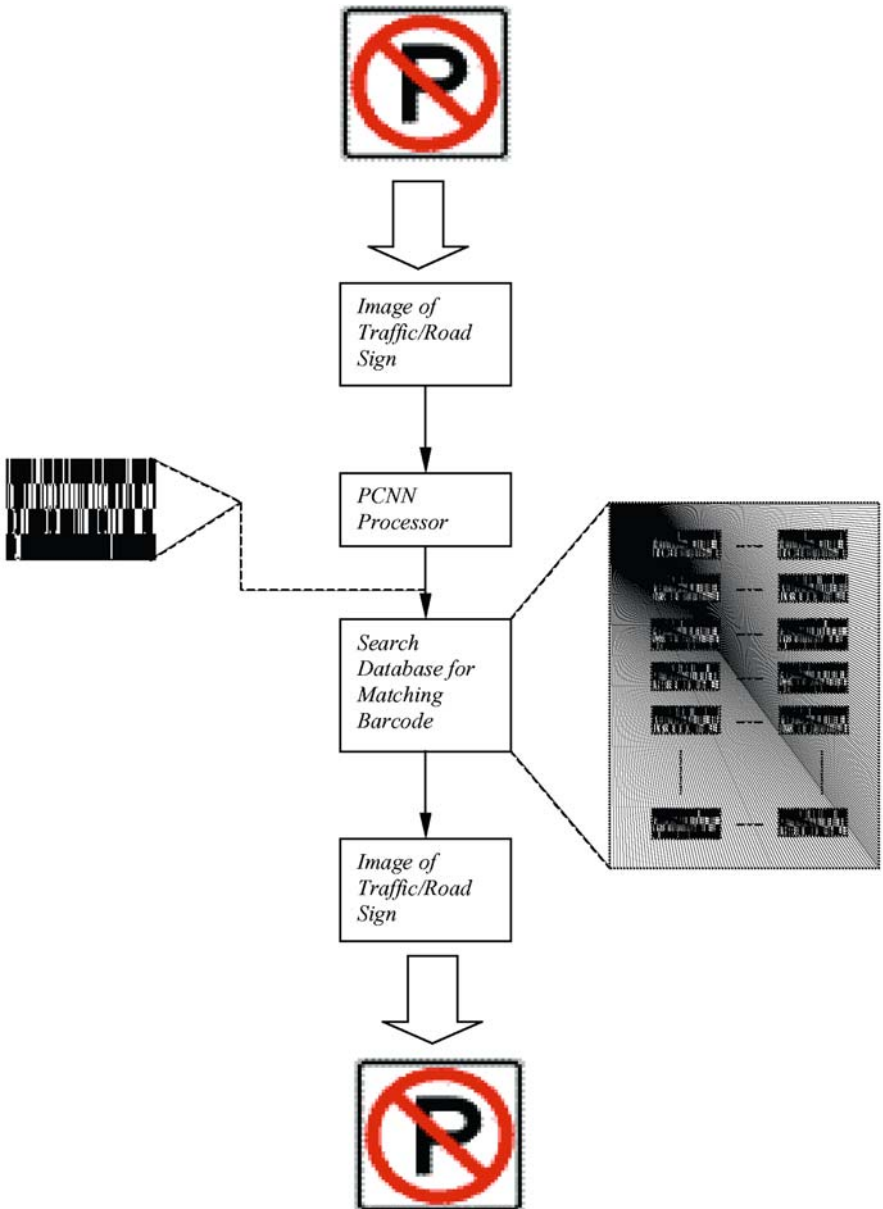 P
Image of
Traffic/Road
Sign
PCNN
Processor
Search
Database for
Matching
Barcode
Image of
Traffic/Road
Sign
P